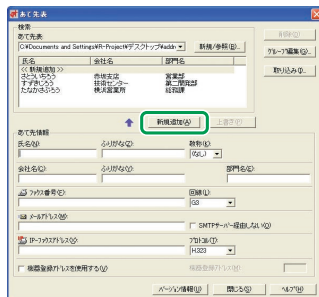 あて先表
検索
あて先表
C:¥Documents and Settings¥R-Project¥デスクトップ¥addre
新規/参照(B)...
削除(D)
グループ編集(G)...
取り込み(I)...
氏名 会社名 部門名
<< 新規追加 >>
さとういちろう 赤坂支店 営業部
すずきじろう 技術センター 第二開発部
たなかさぶろう 横浜営業所 総務課
新規追加(A)
上書き(P)
あて先情報
氏名(N): ふりがな(Z): 敬称(K):
(なし)
会社名(C): ふりがな(Y): 部門名(E):
ファクス番号(F): 回線(L):
G3
メールアドレス(M):
SMTPサーバー経由しない(O)
IP-ファクスアドレス(X): プロトコル(T):
H.323
機器登録アドレスを使用する(V) 機器登録アドレス(H):
バージョン情報(U) 閉じる(S) ヘルプ(H)